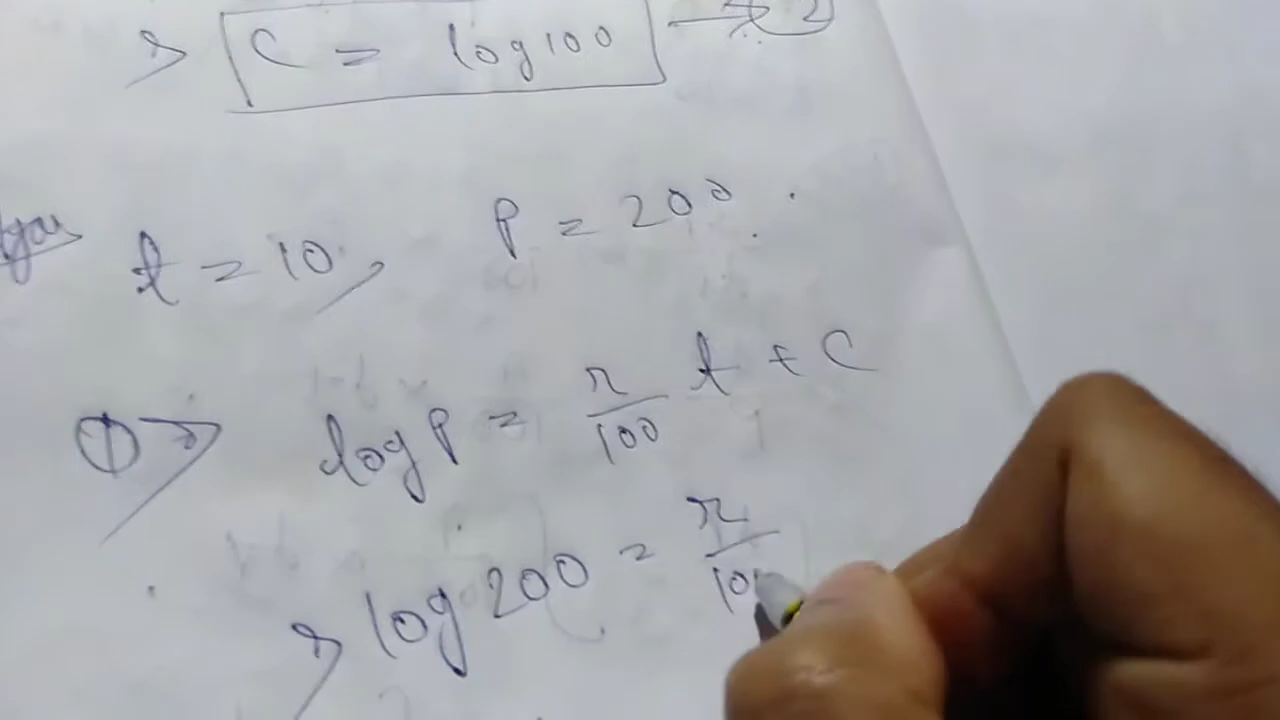 C = log 100 → 2
t = 10, P = 200.
① ⇒ log P = r/100 t + C
⇒ log 200 = r/10